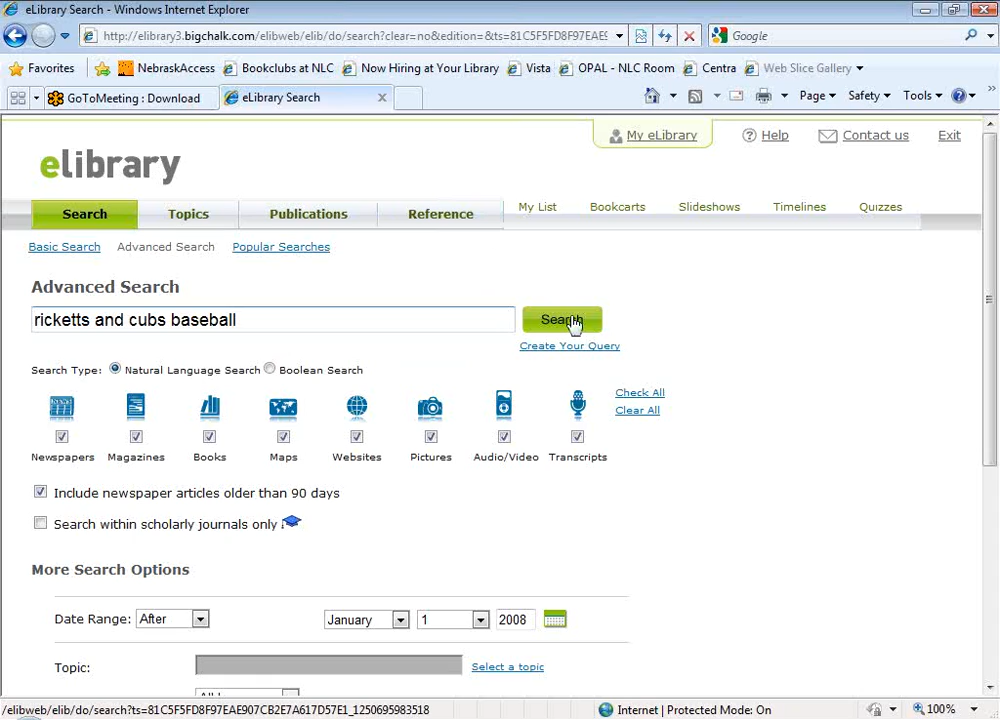 eLibrary Search - Windows Internet Explorer
http://elibrary3.bigchalk.com/elibweb/elib/do/search?clear=no&edition=&ts=81C5F5FD8F97EAE9
Google
Favorites NebraskAccess Bookclubs at NLC Now Hiring at Your Library Vista OPAL - NLC Room Centra Web Slice Gallery
GoToMeeting : Download eLibrary Search Page Safety Tools
My eLibrary Help Contact us Exit
elibrary
Search Topics Publications Reference My List Bookcarts Slideshows Timelines Quizzes
Basic Search Advanced Search Popular Searches
Advanced Search
ricketts and cubs baseball Search
Create Your Query
Search Type: Natural Language Search Boolean Search
Check All
Clear All
Newspapers Magazines Books Maps Websites Pictures Audio/Video Transcripts
Include newspaper articles older than 90 days
Search within scholarly journals only
More Search Options
Date Range: After January 1 2008
Topic: Select a topic
/elibweb/elib/do/search?ts=81C5F5FD8F97EAE907CB2E7A617D57E1_1250695983518 Internet | Protected Mode: On 100%